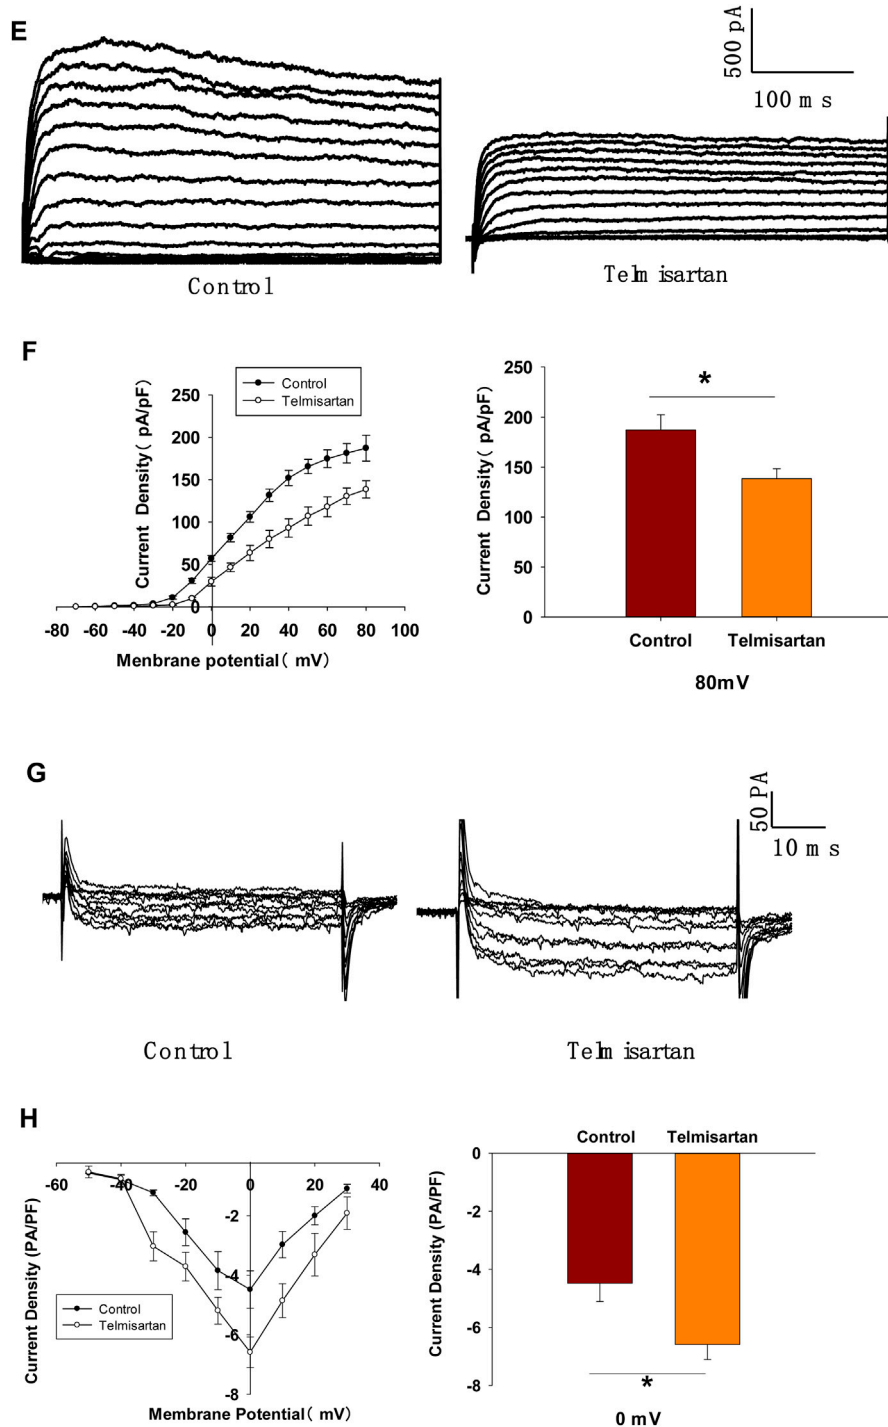 E
500 pA
100 ms
Control
Telmisartan
F
Control
Telmisartan
Current Density( pA/pF)
250
200
150
100
50
0
-80 -60 -40 -20 0 20 40 60 80 100
Menbrane potential( mV)
Current Density( pA/pF)
250
200
150
100
50
0
*
Control Telmisartan
80mV
G
50 PA
10 ms
Control
Telmisartan
H
-60 -40 -20 0 20 40
-2
-4
-6
-8
Current Density (PA/PF)
Control
Telmisartan
Membrane Potential( mV)
Control Telmisartan
Current Density (PA/PF)
0
-2
-4
-6
-8
*
0 mV